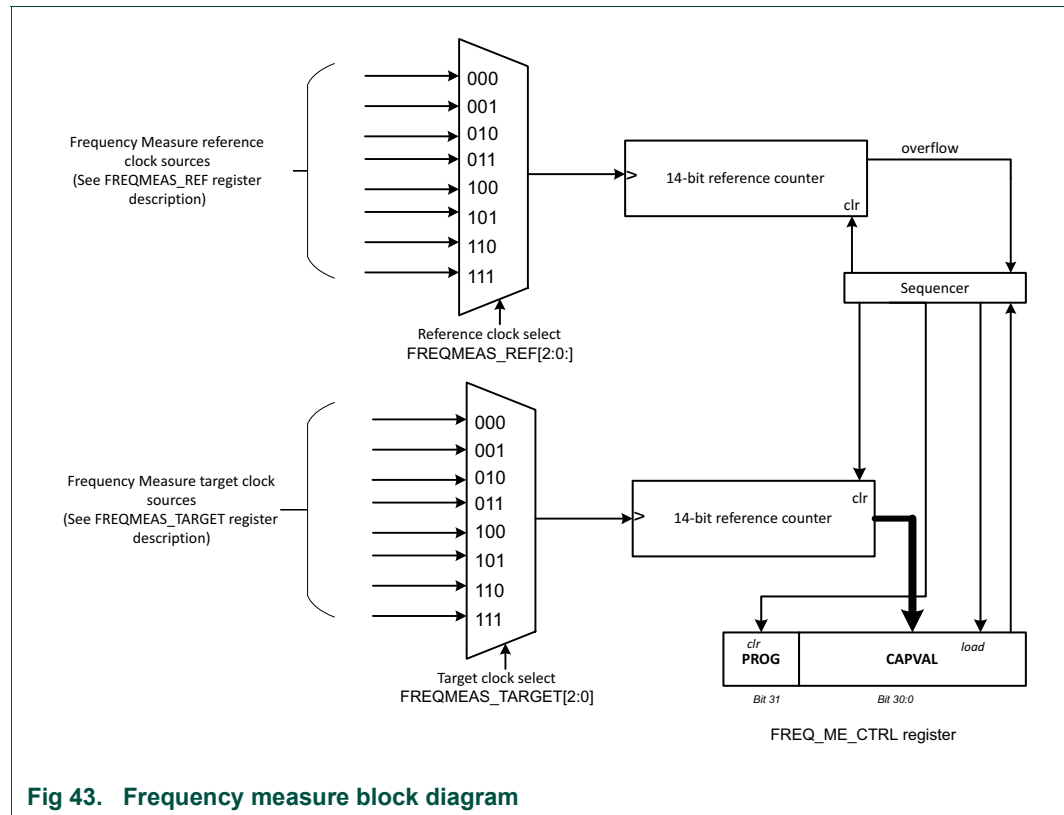 Frequency Measure reference
clock sources
(See FREQMEAS_REF register
description)
000
001
010
011
100
101
110
111
Reference clock select
FREQMEAS_REF[2:0:]
14-bit reference counter
clr
overflow
Sequencer
Frequency Measure target clock
sources
(See FREQMEAS_TARGET register
description)
000
001
010
011
100
101
110
111
Target clock select
FREQMEAS_TARGET[2:0]
14-bit reference counter
clr
clr
PROG
load
CAPVAL
Bit 31
Bit 30:0
FREQ_ME_CTRL register
Fig 43. Frequency measure block diagram